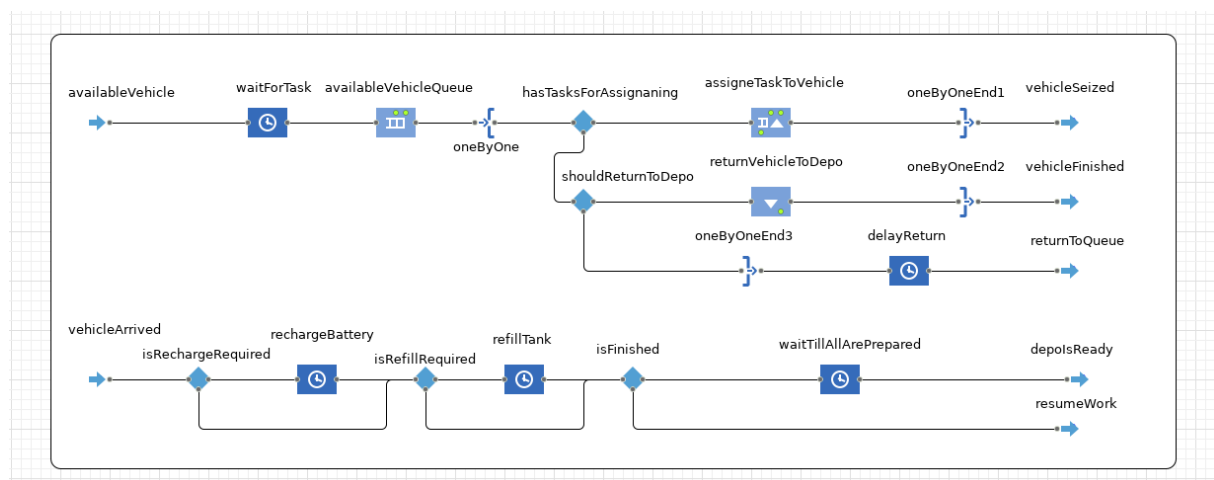 availableVehicle
waitForTask
availableVehicleQueue
oneByOne
hasTasksForAssignaning
assigneTaskToVehicle
oneByOneEnd1
vehicleSeized
shouldReturnToDepo
returnVehicleToDepo
oneByOneEnd2
vehicleFinished
oneByOneEnd3
delayReturn
returnToQueue
vehicleArrived
isRechargeRequired
rechargeBattery
isRefillRequired
refillTank
isFinished
waitTillAllArePrepared
depoIsReady
resumeWork